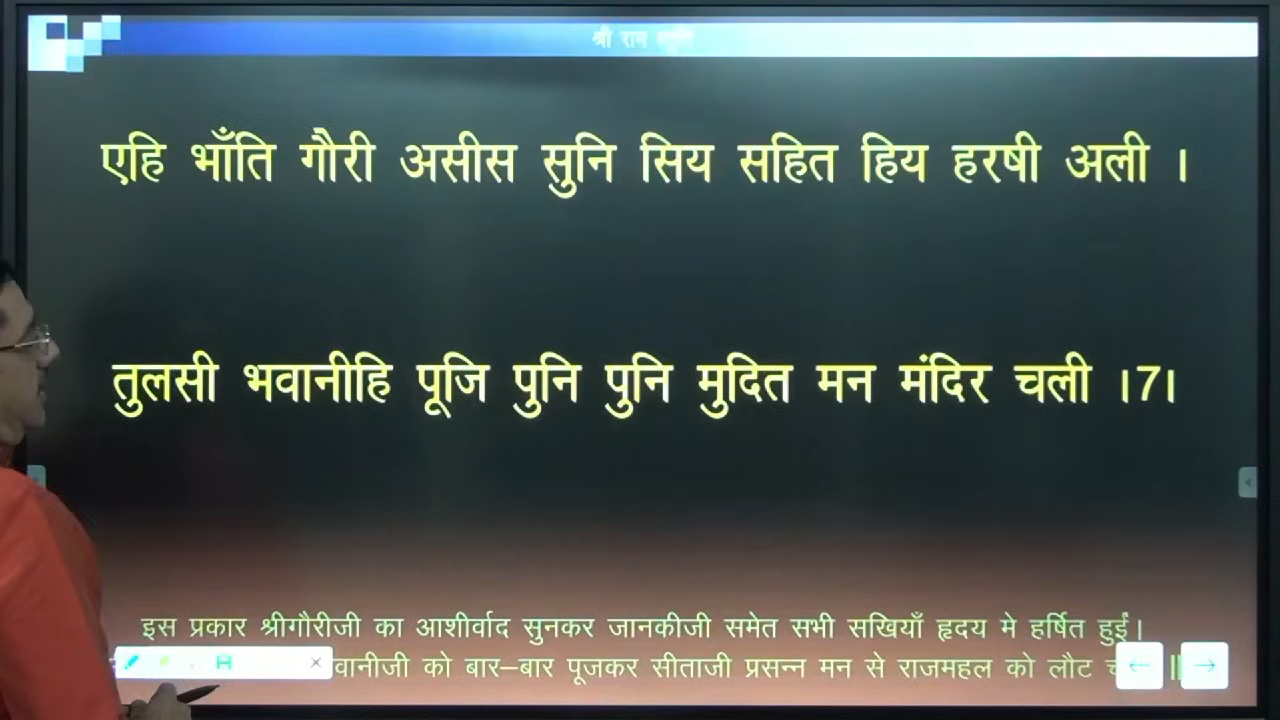 श्री राम
एहि भाँति गौरी असीस सुनि सिय सहित हिय हरषी अली ।
तुलसी भवानीहि पूजि पुनि पुनि मुदित मन मंदिर चली ।7।
इस प्रकार श्रीगौरीजी का आशीर्वाद सुनकर जानकीजी समेत सभी सखियाँ हृदय मे हर्षित हुईं।
वानीजी को बार–बार पूजकर सीताजी प्रसन्न मन से राजमहल को लौट ॥